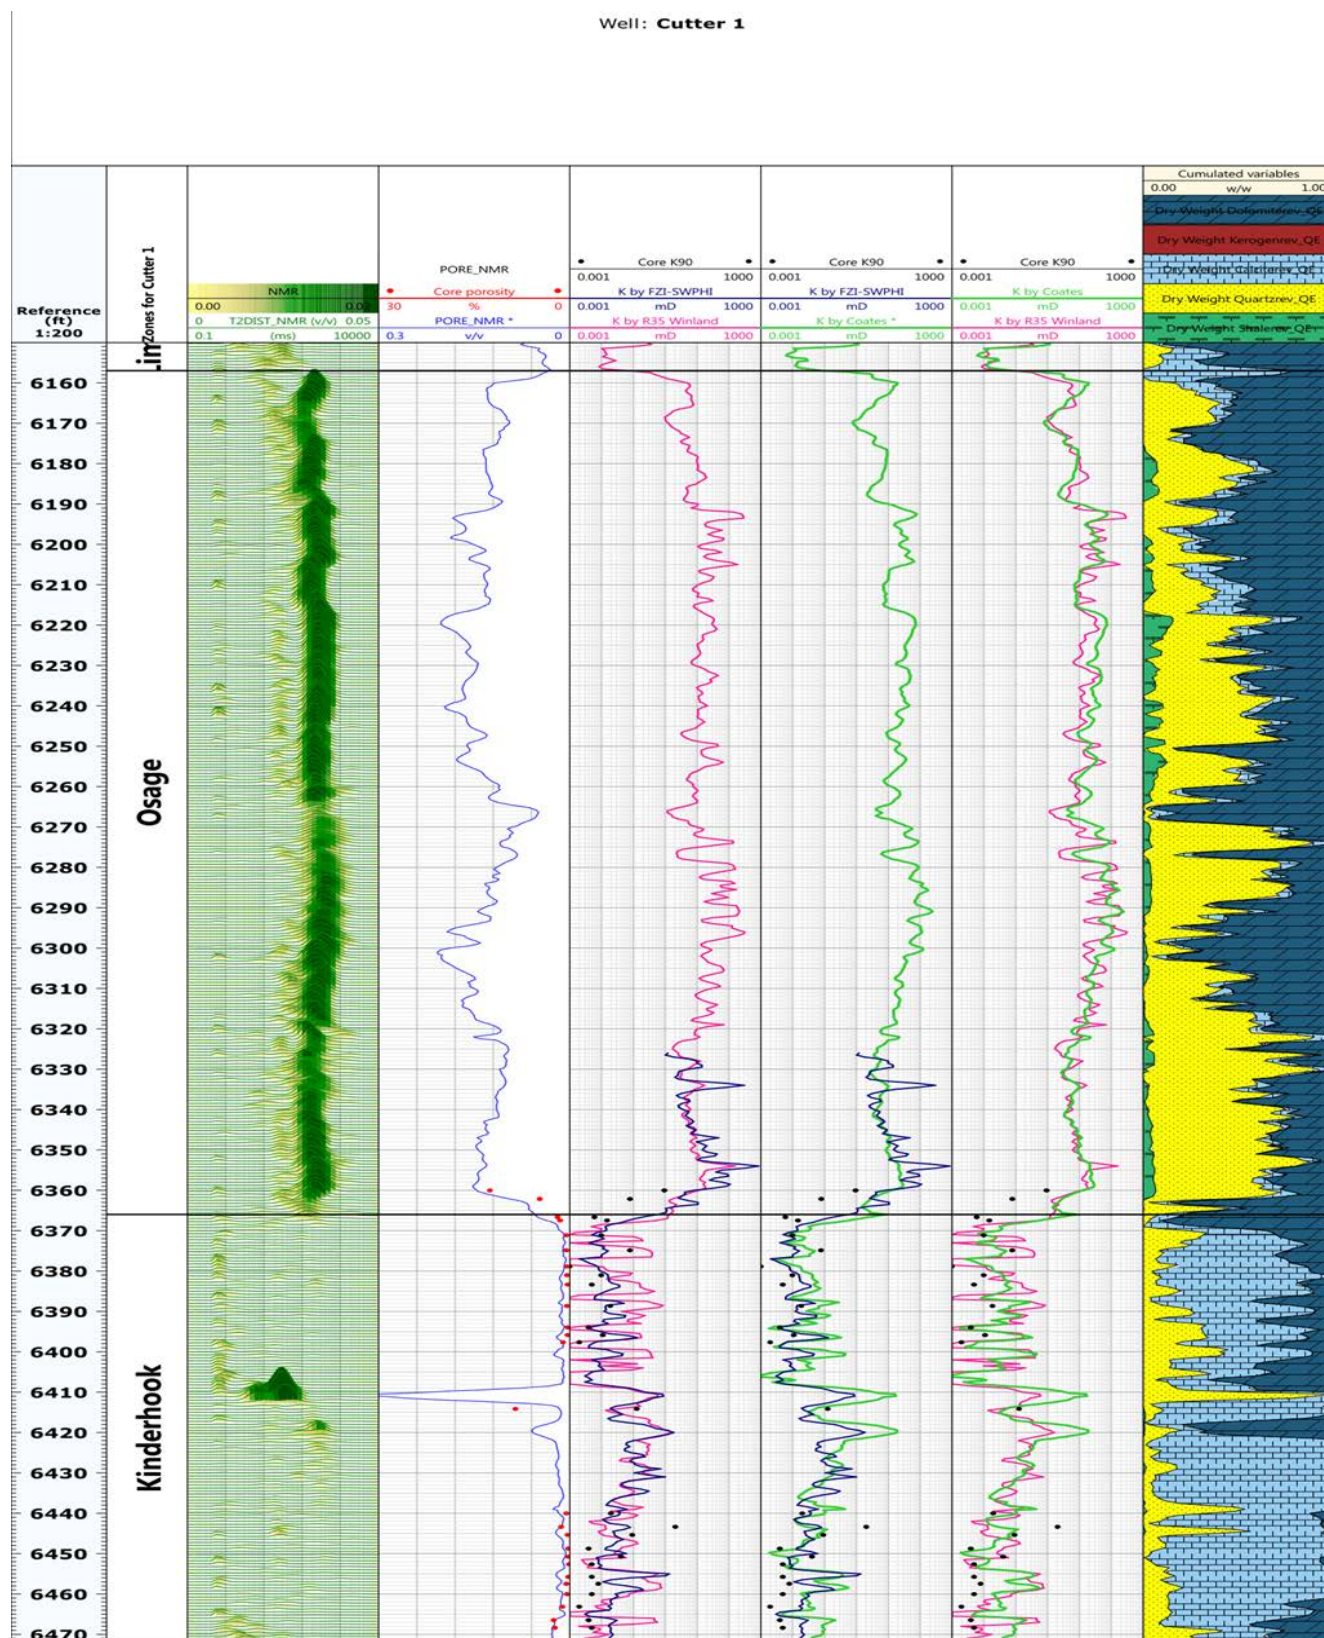 Well: Cutter 1
Cumulated variables
0.00 w/w 1.00
Dry Weight Dolomiterev_QE
Dry Weight Kerogenrev_QE
Dry Weight Calciterev_QE
Dry Weight Quartzrev_QE
Dry Weight Shalerev_QE
Reference
(ft)
1:200
Zones for Cutter 1
NMR
0.00 0.02
0 T2DIST_NMR (v/v) 0.05
0.1 (ms) 10000
PORE_NMR
Core porosity
30 % 0
PORE_NMR *
0.3 v/v 0
Core K90
0.001 1000
K by FZI-SWPHI
0.001 mD 1000
K by R35 Winland
0.001 mD 1000
Core K90
0.001 1000
K by FZI-SWPHI
0.001 mD 1000
K by Coates *
0.001 mD 1000
Core K90
0.001 1000
K by Coates
0.001 mD 1000
K by R35 Winland
0.001 mD 1000
.in
6160
6170
6180
6190
6200
6210
6220
6230
6240
6250
6260
6270
6280
6290
6300
6310
6320
6330
6340
6350
6360
6370
6380
6390
6400
6410
6420
6430
6440
6450
6460
6470
Osage
Kinderhook